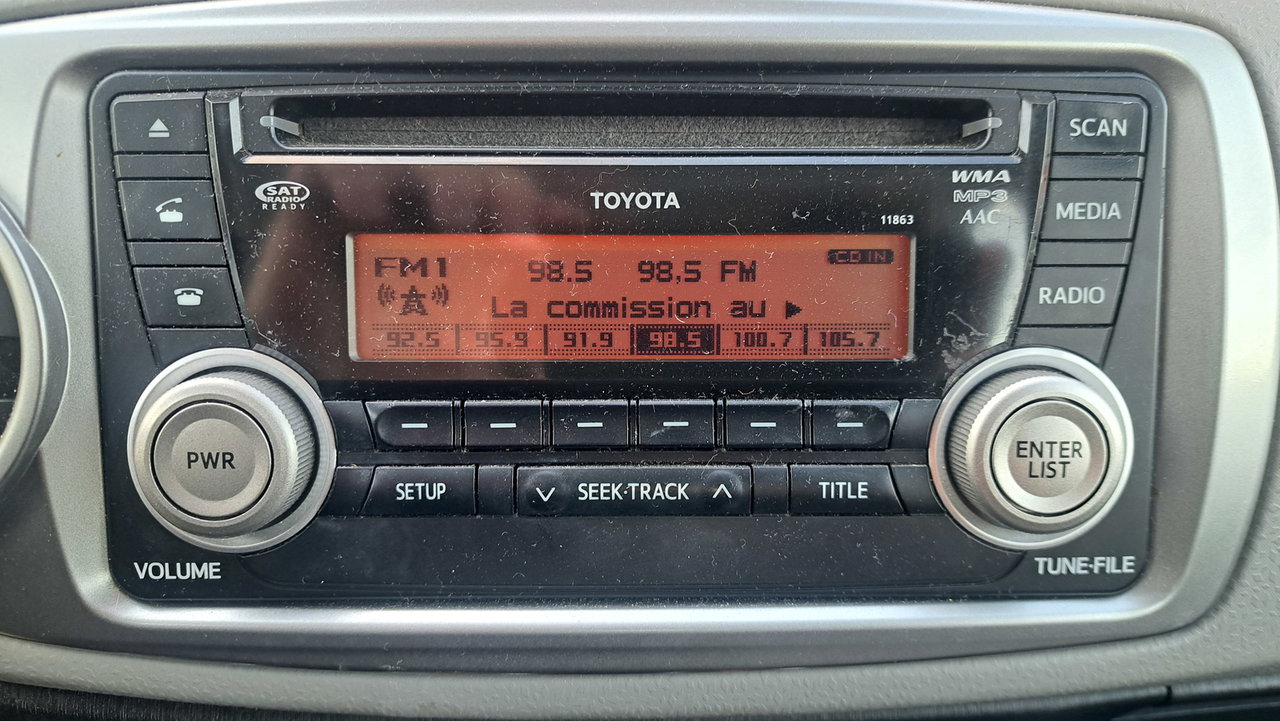 SCAN
SAT
RADIO
READY
TOYOTA
WMA
MP3
AAC
11863
MEDIA
FM1 98.5 98,5 FM CD IN
La commission au ▶
92.5 95.9 91.9 98.5 100.7 105.7
RADIO
PWR
ENTER
LIST
SETUP
SEEK·TRACK
TITLE
VOLUME
TUNE·FILE